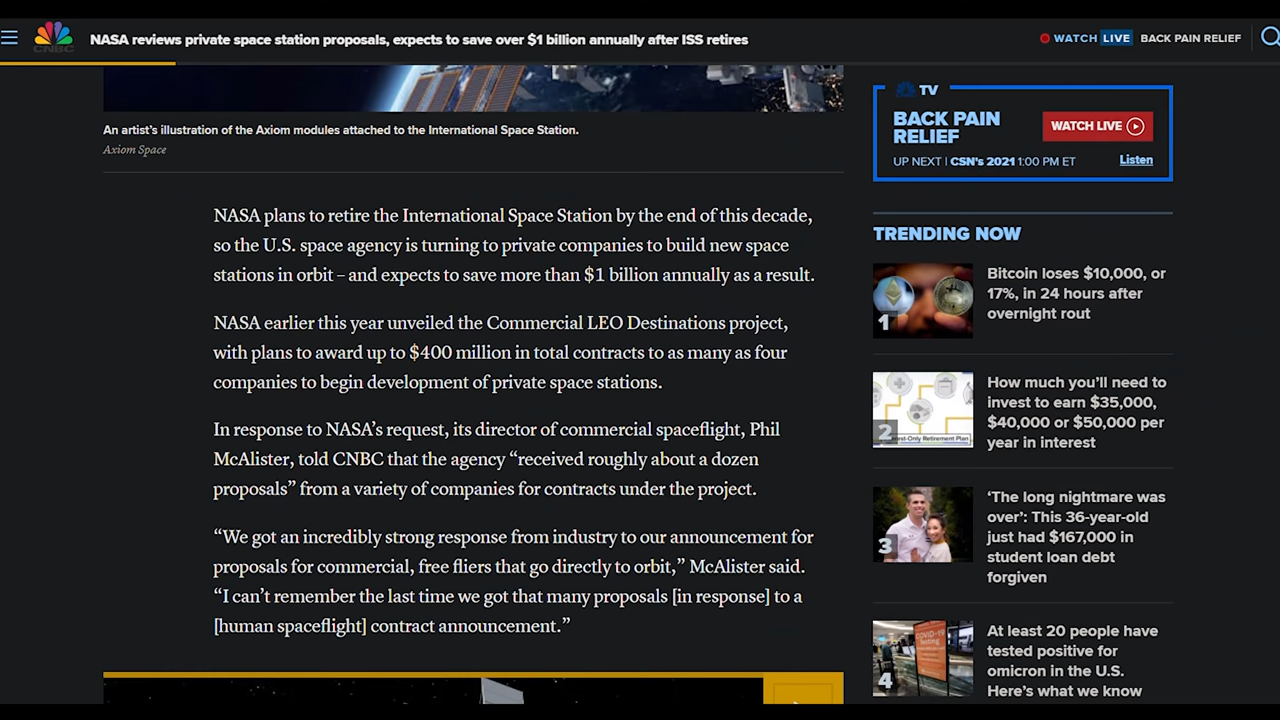 CNBC
NASA reviews private space station proposals, expects to save over $1 billion annually after ISS retires
WATCH LIVE
BACK PAIN RELIEF
An artist's illustration of the Axiom modules attached to the International Space Station.
Axiom Space
NASA plans to retire the International Space Station by the end of this decade,
so the U.S. space agency is turning to private companies to build new space
stations in orbit – and expects to save more than $1 billion annually as a result.
NASA earlier this year unveiled the Commercial LEO Destinations project,
with plans to award up to $400 million in total contracts to as many as four
companies to begin development of private space stations.
In response to NASA's request, its director of commercial spaceflight, Phil
McAlister, told CNBC that the agency “received roughly about a dozen
proposals” from a variety of companies for contracts under the project.
“We got an incredibly strong response from industry to our announcement for
proposals for commercial, free fliers that go directly to orbit,” McAlister said.
“I can't remember the last time we got that many proposals [in response] to a
[human spaceflight] contract announcement.”
TV
BACK PAIN
RELIEF
WATCH LIVE
UP NEXT | CSN's 2021 1:00 PM ET
Listen
TRENDING NOW
1
Bitcoin loses $10,000, or
17%, in 24 hours after
overnight rout
2
How much you'll need to
invest to earn $35,000,
$40,000 or $50,000 per
year in interest
3
‘The long nightmare was
over’: This 36-year-old
just had $167,000 in
student loan debt
forgiven
4
COVID-19
Testing
At least 20 people have
tested positive for
omicron in the U.S.
Here's what we know